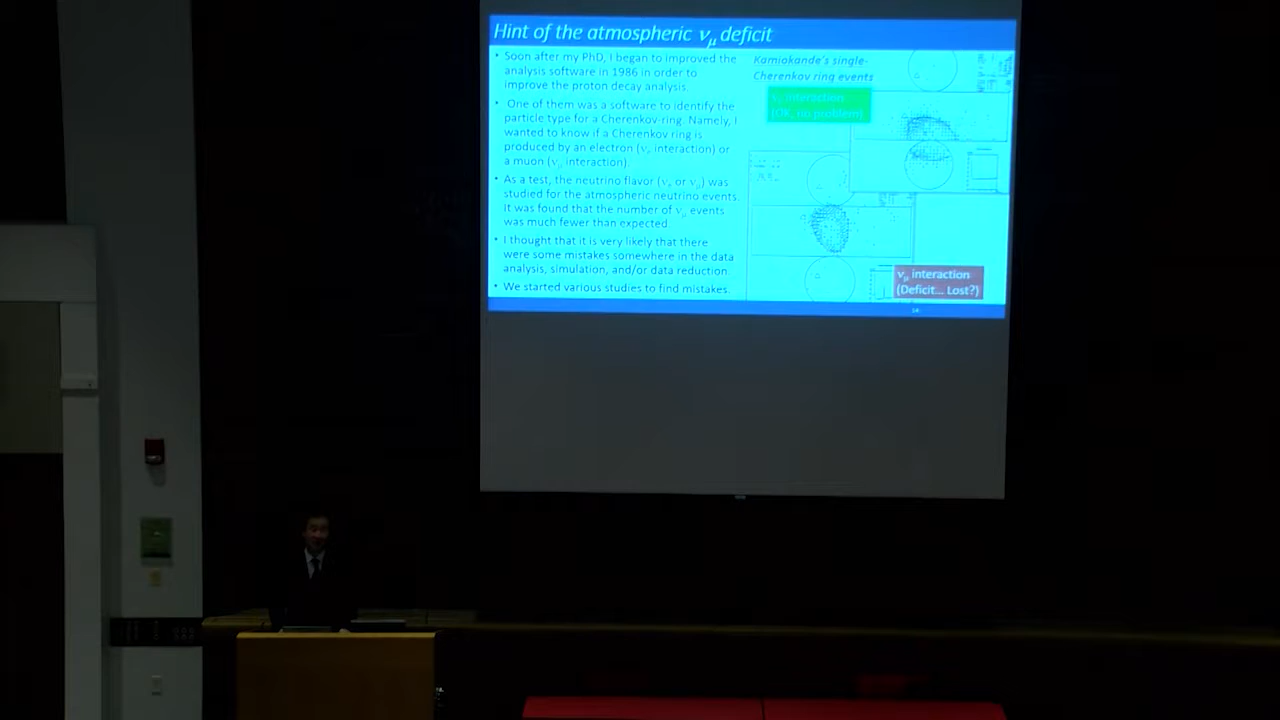 Hint of the atmospheric νμ deficit
• Soon after my PhD, I began to improved the
analysis software in 1986 in order to
improve the proton decay analysis.
• One of them was a software to identify the
particle type for a Cherenkov-ring. Namely, I
wanted to know if a Cherenkov ring is
produced by an electron (νe interaction) or
a muon (νμ interaction).
• As a test, the neutrino flavor (νe or νμ) was
studied for the atmospheric neutrino events.
It was found that the number of νμ events
was much fewer than expected.
• I thought that it is very likely that there
were some mistakes somewhere in the data
analysis, simulation, and/or data reduction.
• We started various studies to find mistakes.
Kamiokande's single-
Cherenkov ring events
νe interaction
(OK, no problem)
νμ interaction
(Deficit... Lost?)